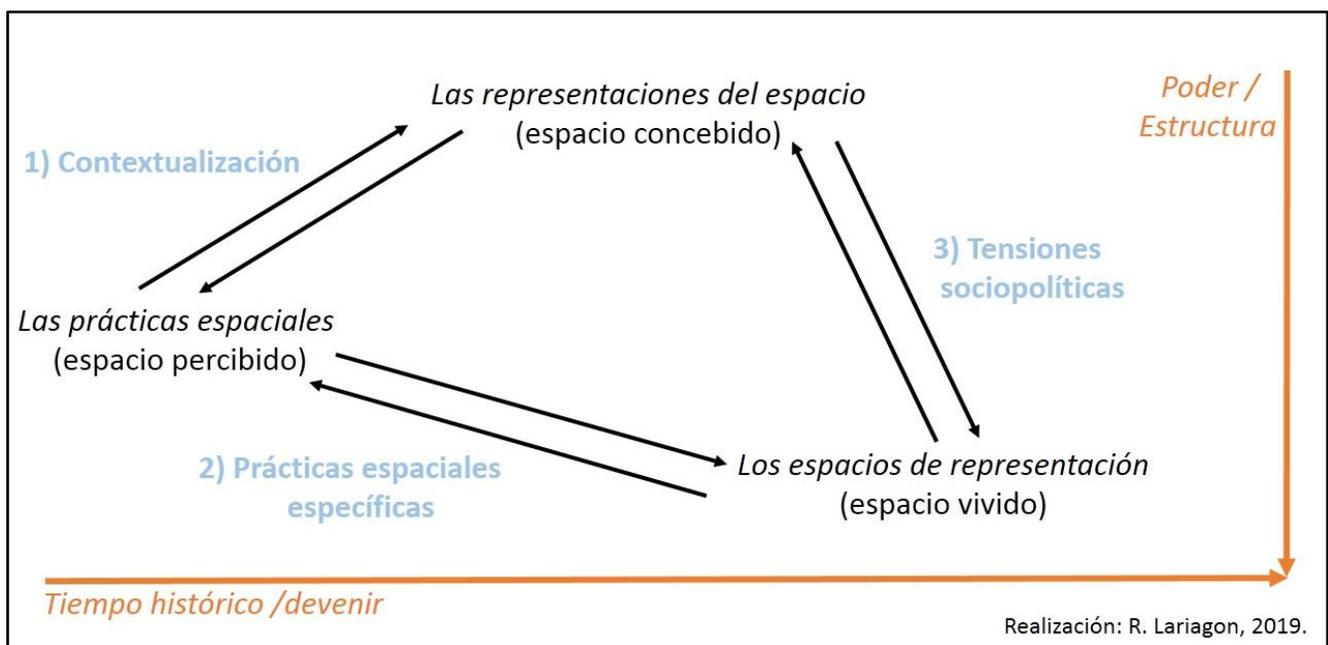 Las representaciones del espacio
(espacio concebido)
Poder /
Estructura
1) Contextualización
3) Tensiones
sociopolíticas
Las prácticas espaciales
(espacio percibido)
2) Prácticas espaciales
específicas
Los espacios de representación
(espacio vivido)
Tiempo histórico /devenir
Realización: R. Lariagon, 2019.